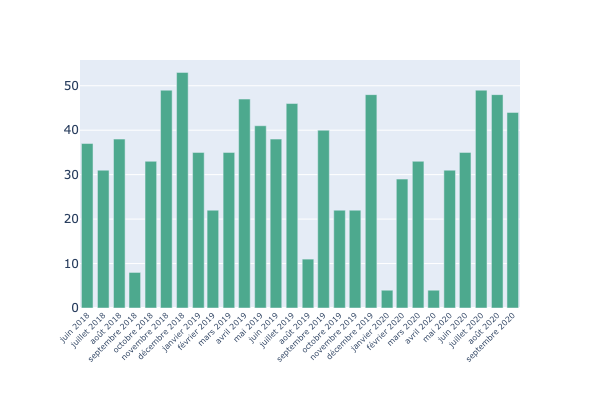 50
40
30
20
10
0
juin 2018
juillet 2018
août 2018
septembre 2018
octobre 2018
novembre 2018
décembre 2018
janvier 2019
février 2019
mars 2019
avril 2019
mai 2019
juin 2019
juillet 2019
août 2019
septembre 2019
octobre 2019
novembre 2019
décembre 2019
janvier 2020
février 2020
mars 2020
avril 2020
mai 2020
juin 2020
juillet 2020
août 2020
septembre 2020